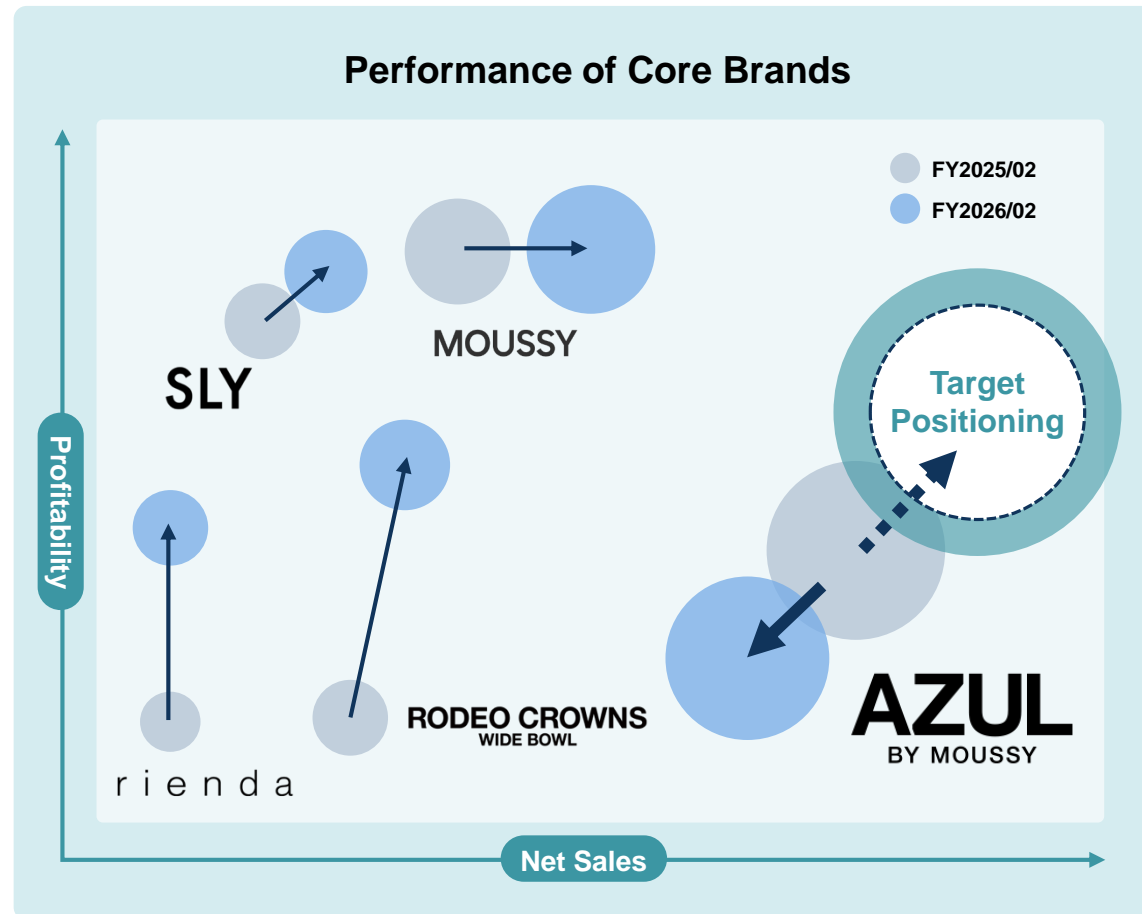 Performance of Core Brands
FY2025/02
FY2026/02
MOUSSY
SLY
Target
Positioning
Profitability
RODEO CROWNS
WIDE BOWL
AZUL
BY MOUSSY
rienda
Net Sales